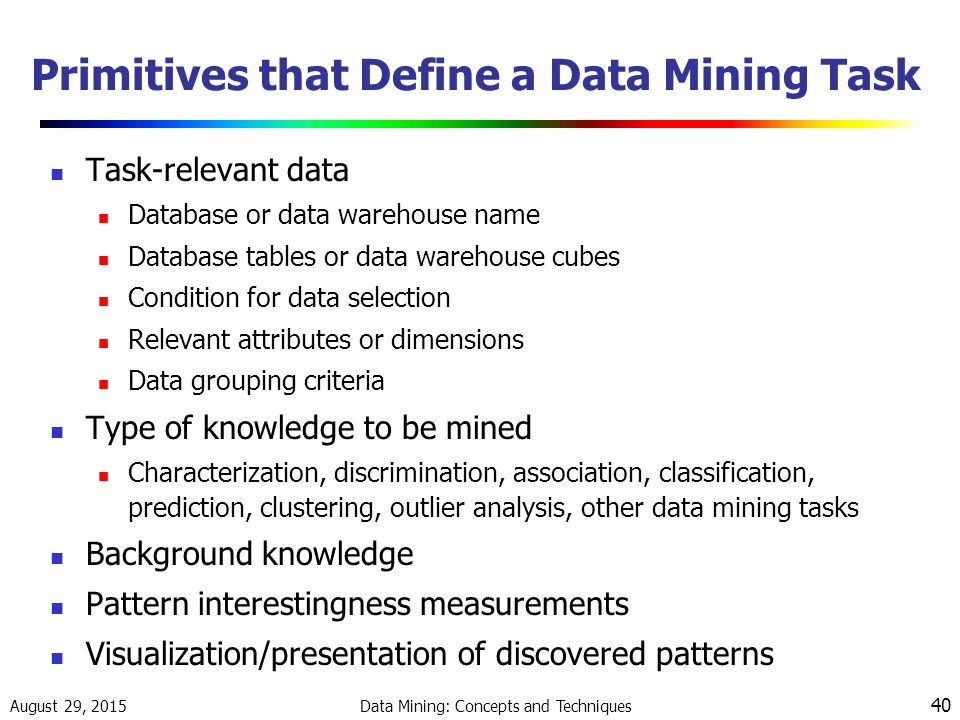 Primitives that Define a Data Mining Task
Task-relevant data
Database or data warehouse name
Database tables or data warehouse cubes
Condition for data selection
Relevant attributes or dimensions
Data grouping criteria
Type of knowledge to be mined
Characterization, discrimination, association, classification,
prediction, clustering, outlier analysis, other data mining tasks
Background knowledge
Pattern interestingness measurements
Visualization/presentation of discovered patterns
August 29, 2015
Data Mining: Concepts and Techniques
40